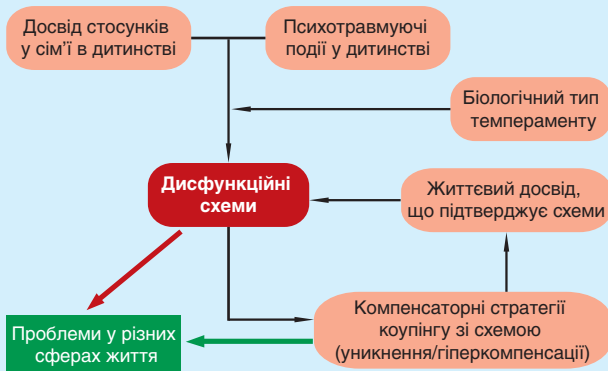 Досвід стосунків
у сім’ї в дитинстві
Психотравмуючі
події у дитинстві
Біологічний тип
темпераменту
Дисфункційні
схеми
Життєвий досвід,
що підтверджує схеми
Проблеми у різних
сферах життя
Компенсаторні стратегії
коупінгу зі схемою
(уникнення/гіперкомпенсації)